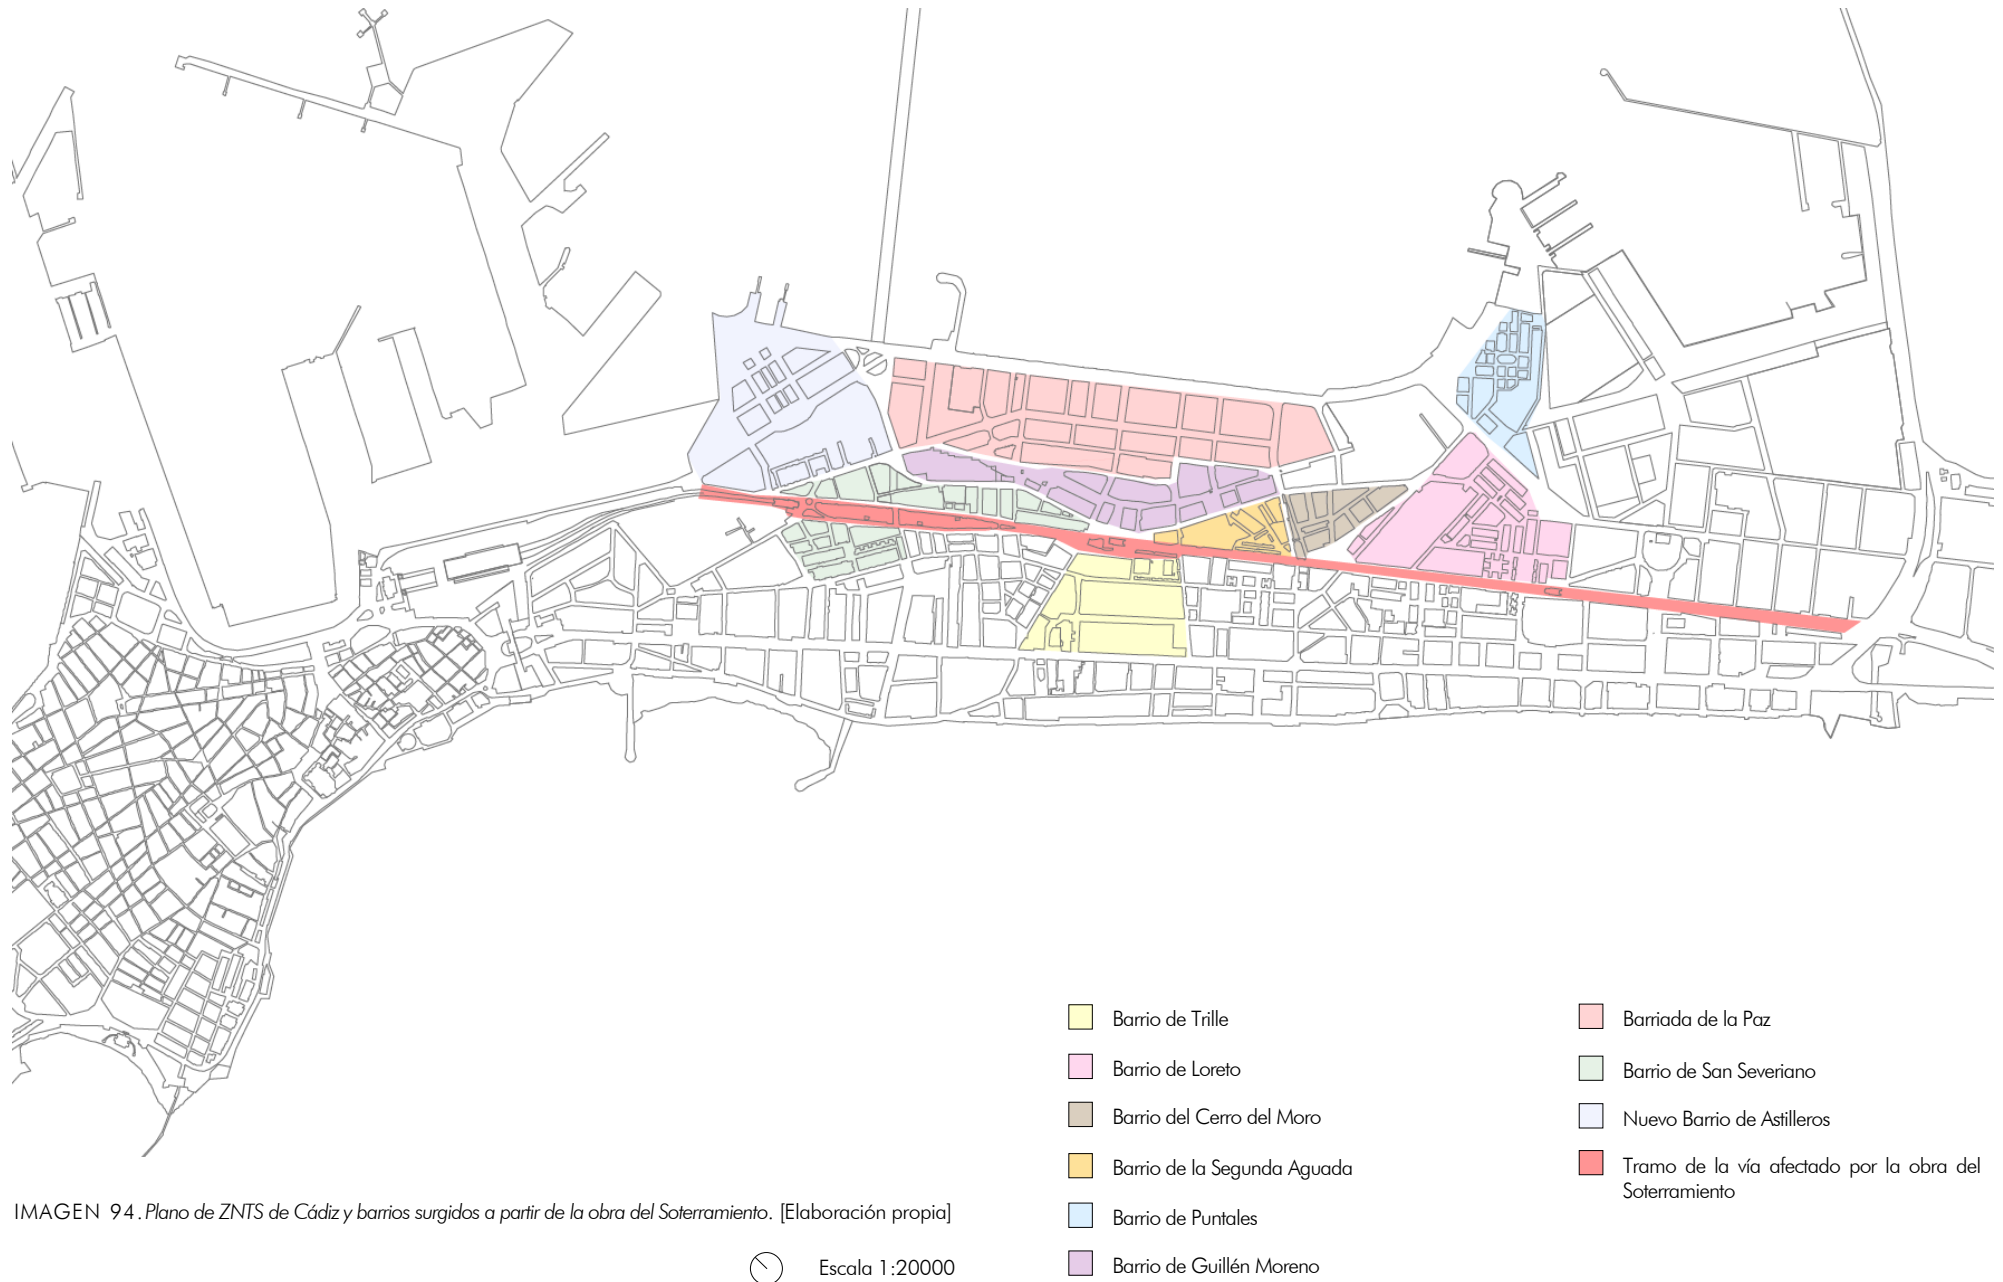 Barrio de Trille
Barrio de Loreto
Barrio del Cerro del Moro
Barrio de la Segunda Aguada
Barrio de Puntales
Barrio de Guillén Moreno
Barriada de la Paz
Barrio de San Severiano
Nuevo Barrio de Astilleros
Tramo de la vía afectado por la obra del
Soterramiento
IMAGEN 94. Plano de ZNTS de Cádiz y barrios surgidos a partir de la obra del Soterramiento. [Elaboración propia]
Escala 1:20000